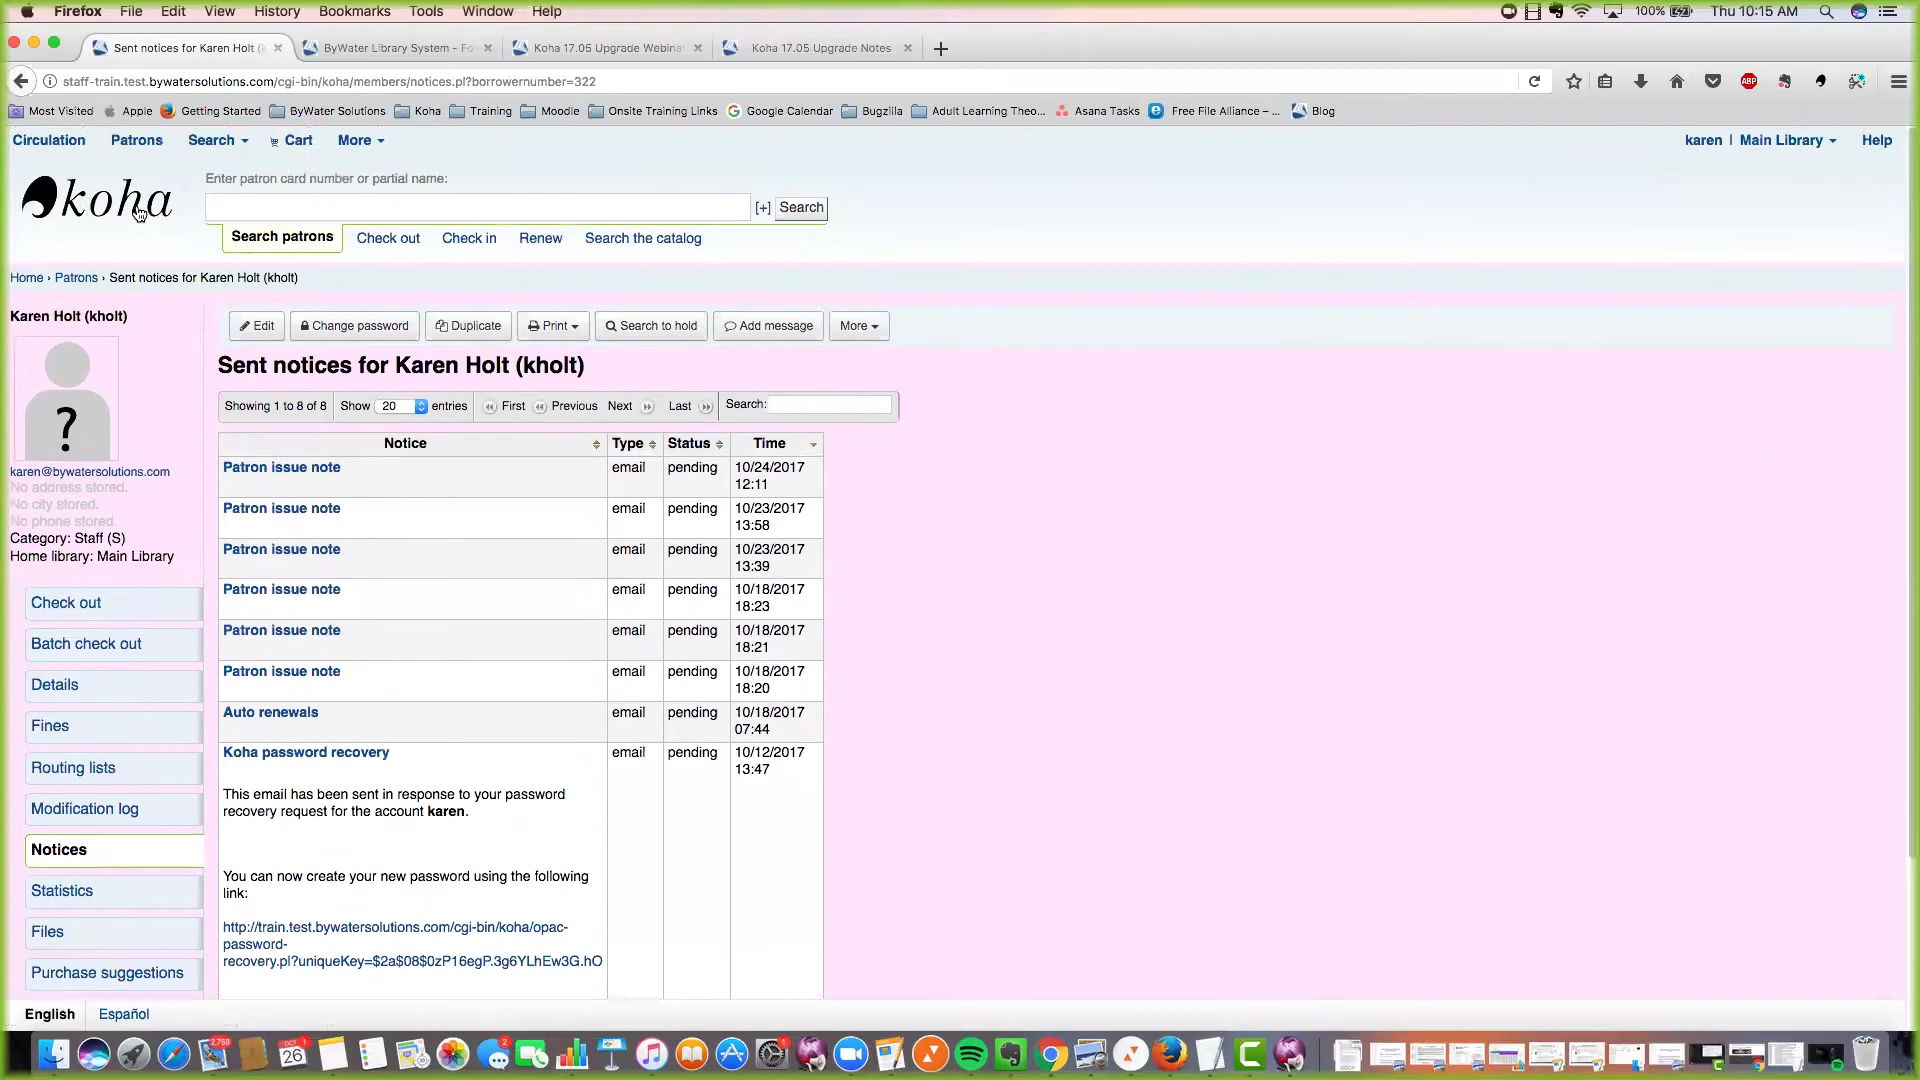 Firefox File Edit View History Bookmarks Tools Window Help 100% Thu 10:15 AM
Sent notices for Karen Holt (k ByWater Library System - Fo Koha 17.05 Upgrade Webina Koha 17.05 Upgrade Notes
staff-train.test.bywatersolutions.com/cgi-bin/koha/members/notices.pl?borrowernumber=322
Most Visited Apple Getting Started ByWater Solutions Koha Training Moodle Onsite Training Links Google Calendar Bugzilla Adult Learning Theo... Asana Tasks Free File Alliance – ... Blog
Circulation Patrons Search Cart More karen | Main Library Help
Enter patron card number or partial name:
koha
[+] Search
Search patrons Check out Check in Renew Search the catalog
Home › Patrons › Sent notices for Karen Holt (kholt)
Karen Holt (kholt)
?
karen@bywatersolutions.com
No address stored.
No city stored.
No phone stored.
Category: Staff (S)
Home library: Main Library
Check out
Batch check out
Details
Fines
Routing lists
Modification log
Notices
Statistics
Files
Purchase suggestions
Edit Change password Duplicate Print Search to hold Add message More
Sent notices for Karen Holt (kholt)
Showing 1 to 8 of 8 Show 20 entries First Previous Next Last Search:
Notice Type Status Time
Patron issue note email pending 10/24/2017
12:11
Patron issue note email pending 10/23/2017
13:58
Patron issue note email pending 10/23/2017
13:39
Patron issue note email pending 10/18/2017
18:23
Patron issue note email pending 10/18/2017
18:21
Patron issue note email pending 10/18/2017
18:20
Auto renewals email pending 10/18/2017
07:44
Koha password recovery email pending 10/12/2017
13:47
This email has been sent in response to your password
recovery request for the account karen.
You can now create your new password using the following
link:
http://train.test.bywatersolutions.com/cgi-bin/koha/opac-
password-
recovery.pl?uniqueKey=$2a$08$0zP16egP.3g6YLhEw3G.hO
English Español
2,759 OCT 26 2 1